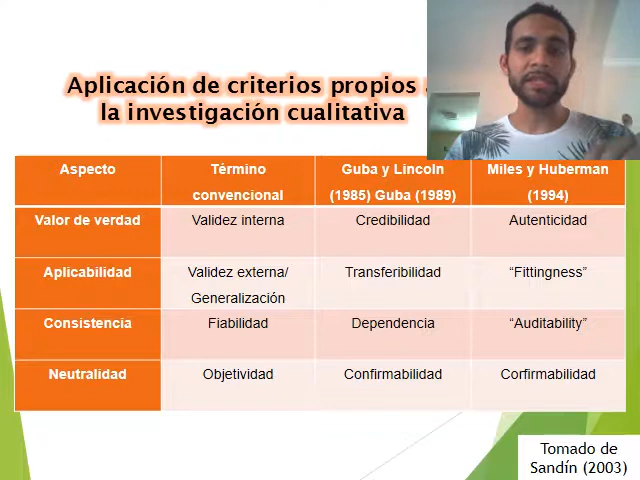 Aplicación de criterios propios a
la investigación cualitativa
Aspecto
Término
convencional
Guba y Lincoln
(1985) Guba (1989)
Miles y Huberman
(1994)
Valor de verdad
Validez interna
Credibilidad
Autenticidad
Aplicabilidad
Validez externa/
Generalización
Transferibilidad
“Fittingness”
Consistencia
Fiabilidad
Dependencia
“Auditability”
Neutralidad
Objetividad
Confirmabilidad
Corfirmabilidad
Tomado de
Sandín (2003)